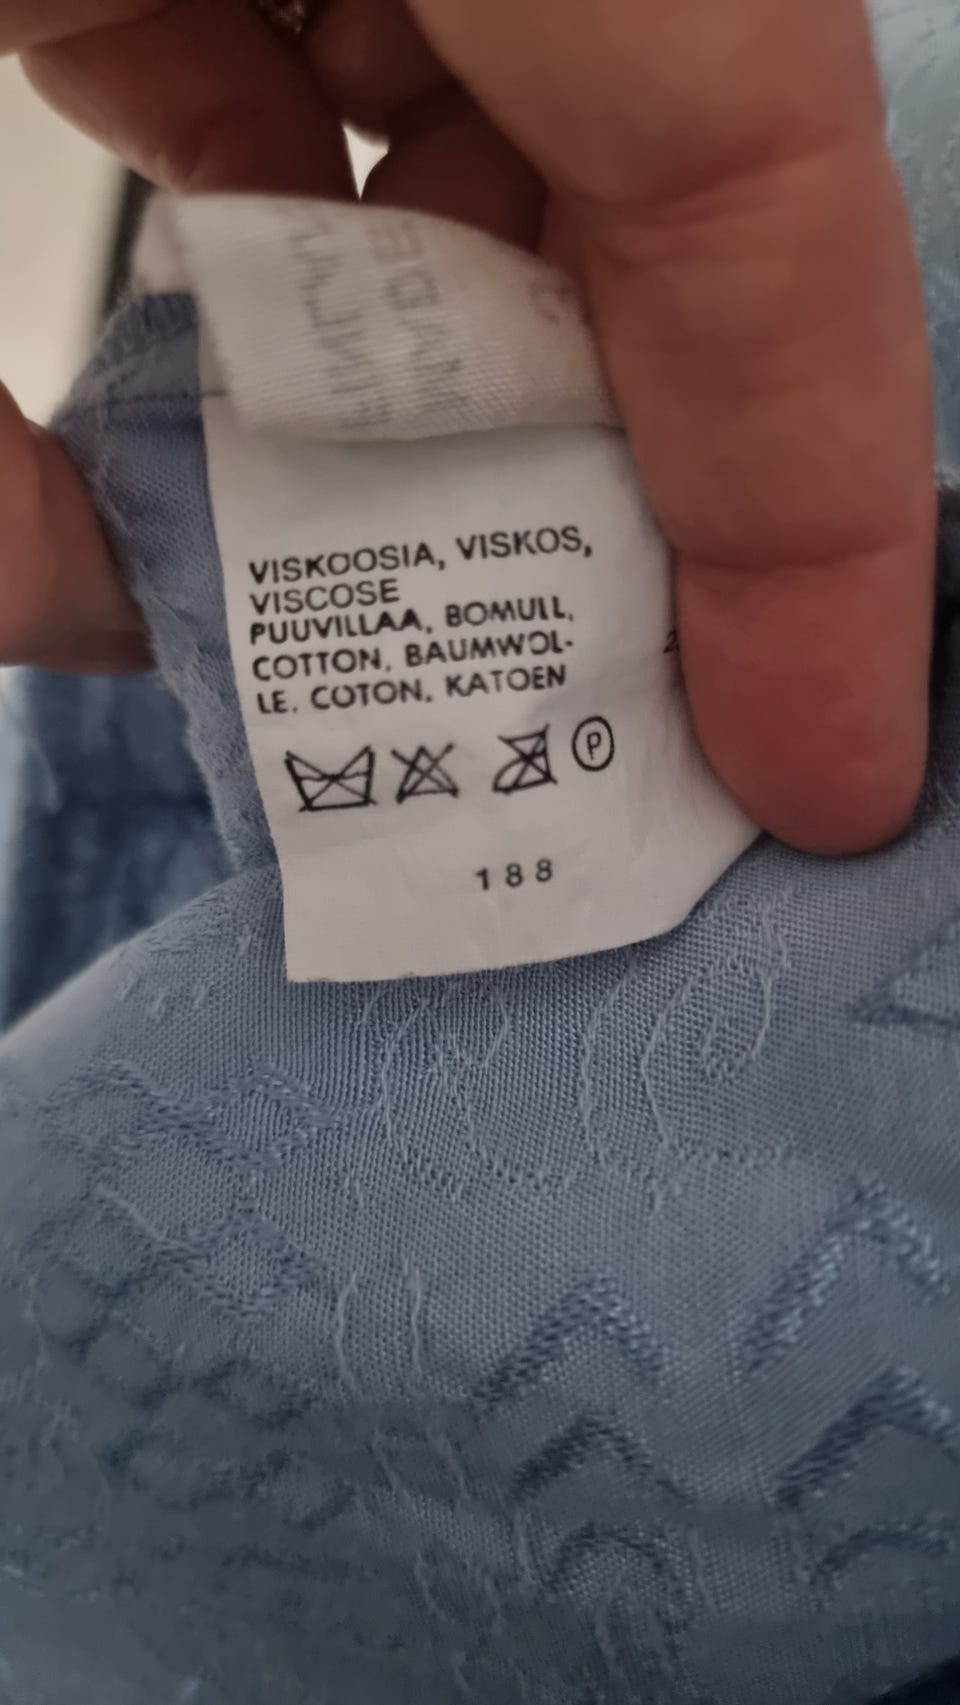 VISKOOSIA, VISKOS,
VISCOSE
PUUVILLAA, BOMULL,
COTTON, BAUMWOL-
LE, COTON, KATOEN
P
188